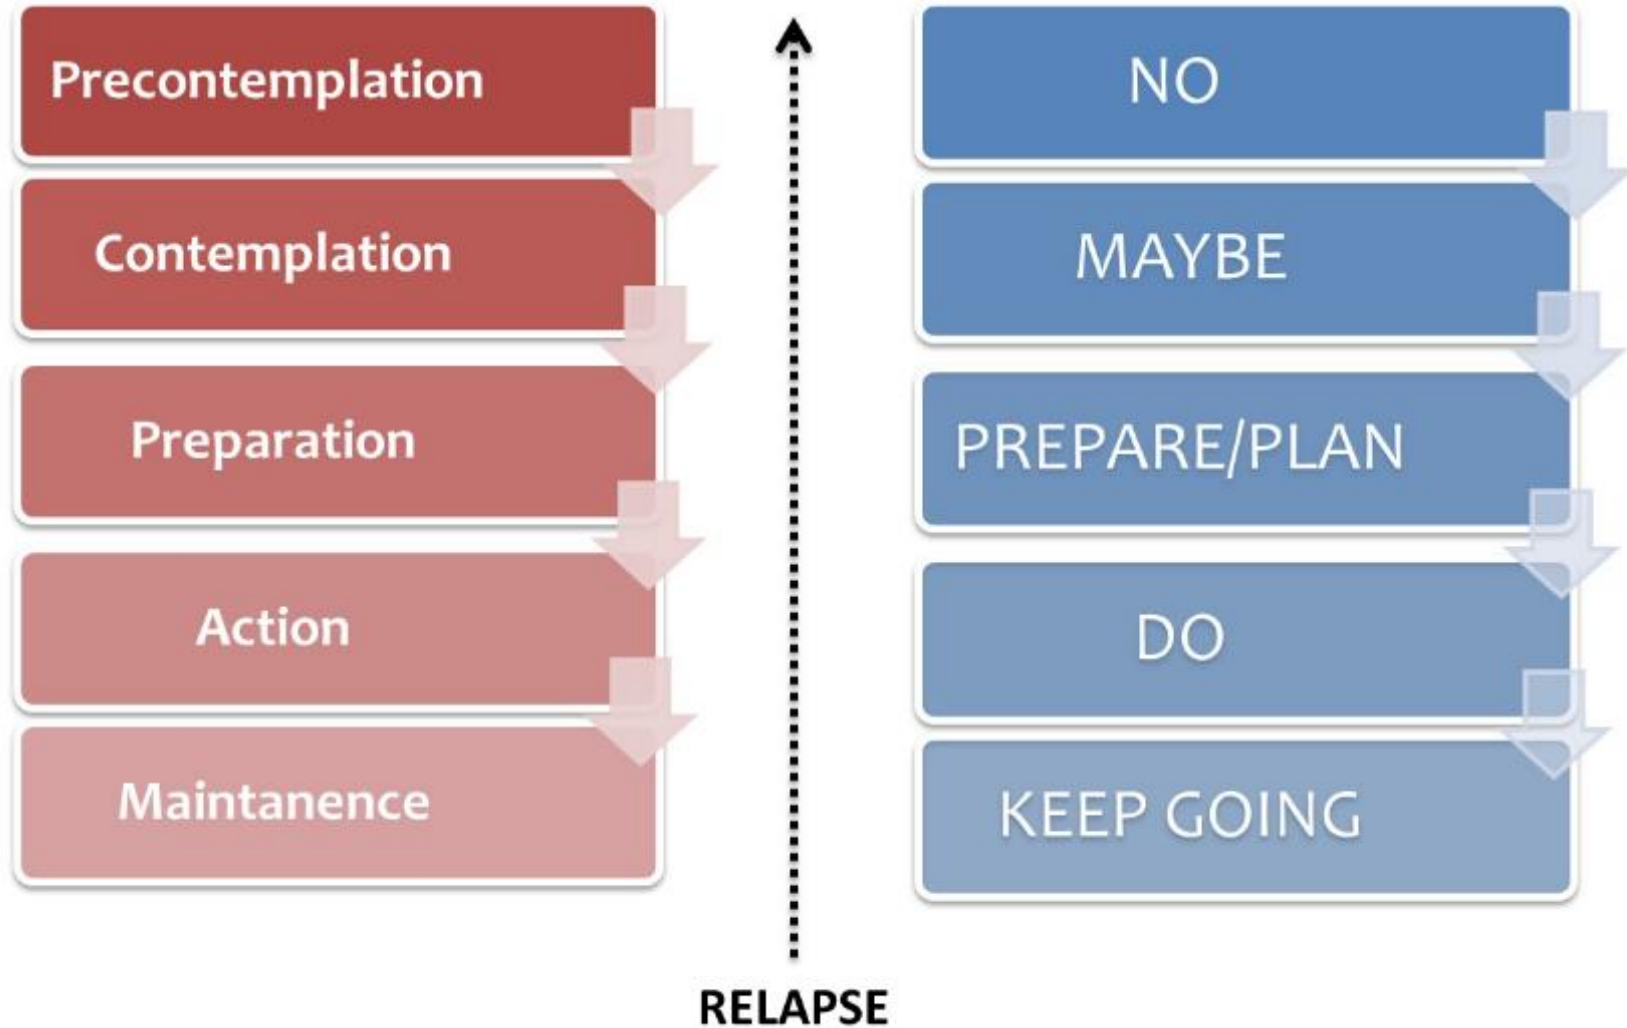 Precontemplation
Contemplation
Preparation
Action
Maintanence
NO
MAYBE
PREPARE/PLAN
DO
KEEP GOING
RELAPSE